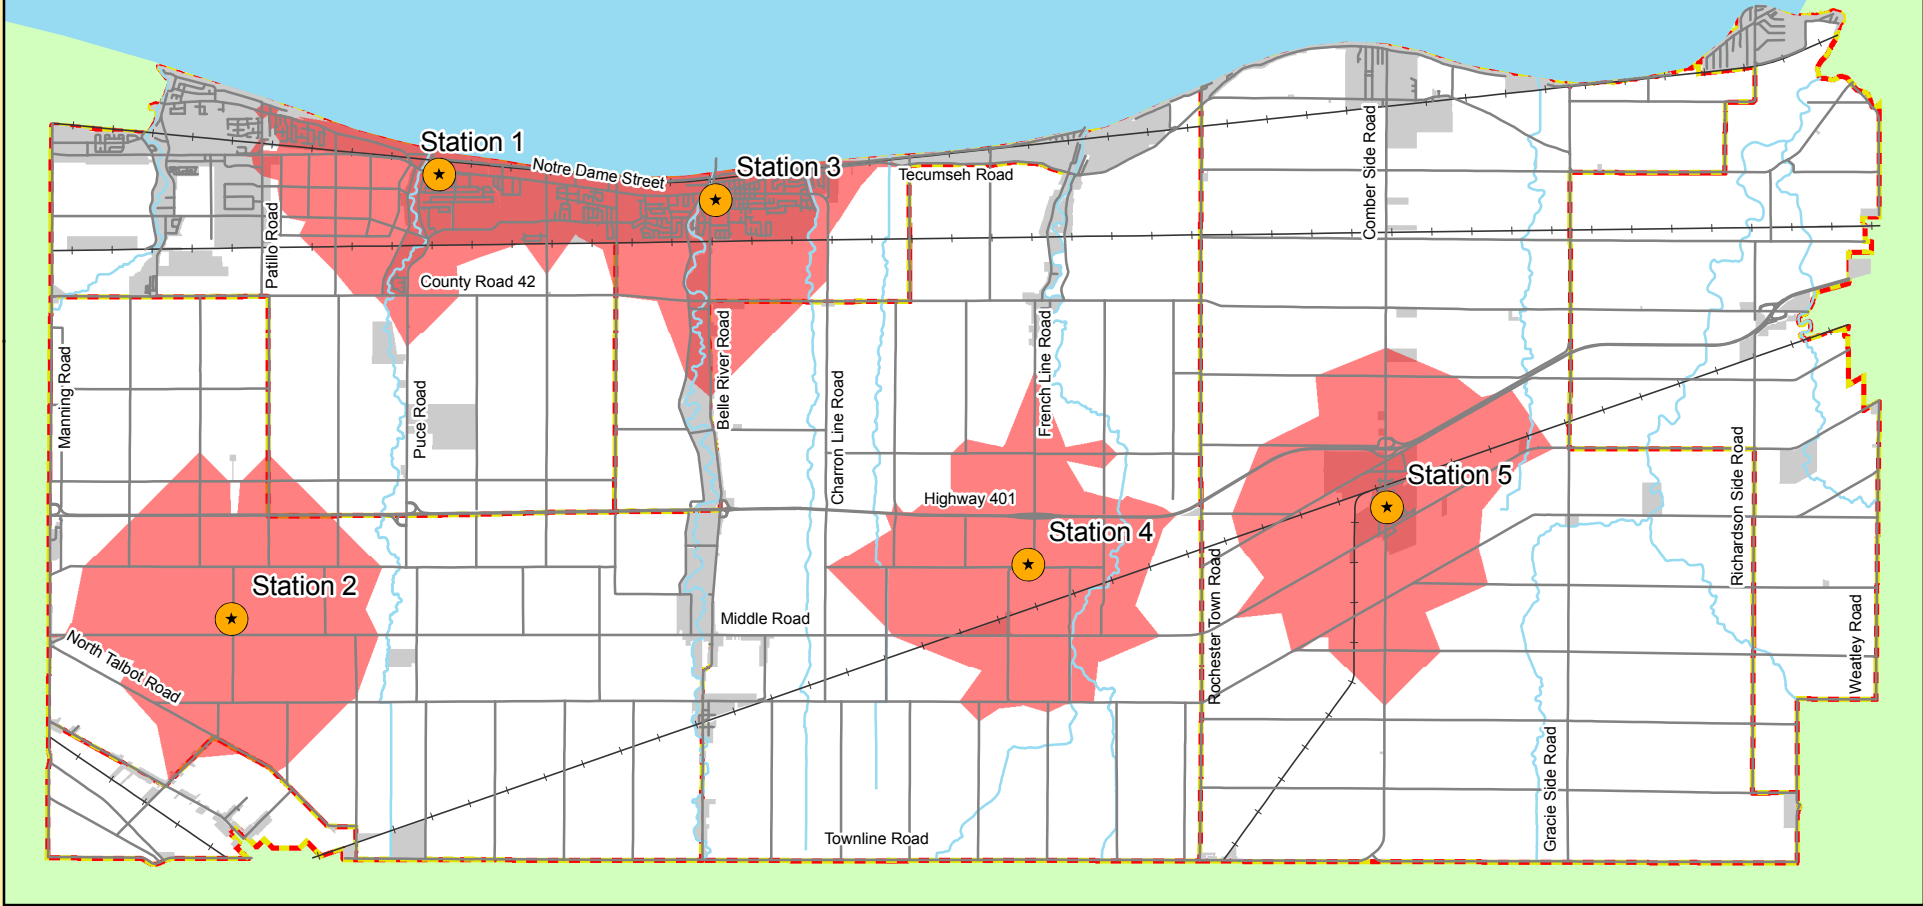 Station 1
Station 3
Notre Dame Street
Tecumseh Road
Comber Side Road
Patillo Road
County Road 42
Manning Road
Puce Road
Belle River Road
Charron Line Road
French Line Road
Highway 401
Station 5
Station 4
Station 2
Richardson Side Road
Rochester Town Road
Middle Road
North Talbot Road
Weatley Road
Gracie Side Road
Townline Road